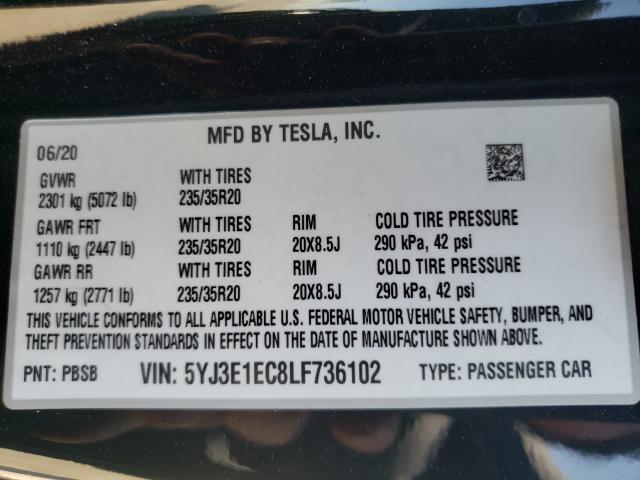 MFD BY TESLA, INC.
06/20
GVWR WITH TIRES
2301 kg (5072 lb) 235/35R20
GAWR FRT WITH TIRES RIM COLD TIRE PRESSURE
1110 kg (2447 lb) 235/35R20 20X8.5J 290 kPa, 42 psi
GAWR RR WITH TIRES RIM COLD TIRE PRESSURE
1257 kg (2771 lb) 235/35R20 20X8.5J 290 kPa, 42 psi
THIS VEHICLE CONFORMS TO ALL APPLICABLE U.S. FEDERAL MOTOR VEHICLE SAFETY, BUMPER, AND
THEFT PREVENTION STANDARDS IN EFFECT ON THE DATE OF MANUFACTURE SHOWN ABOVE.
PNT: PBSB VIN: 5YJ3E1EC8LF736102 TYPE: PASSENGER CAR